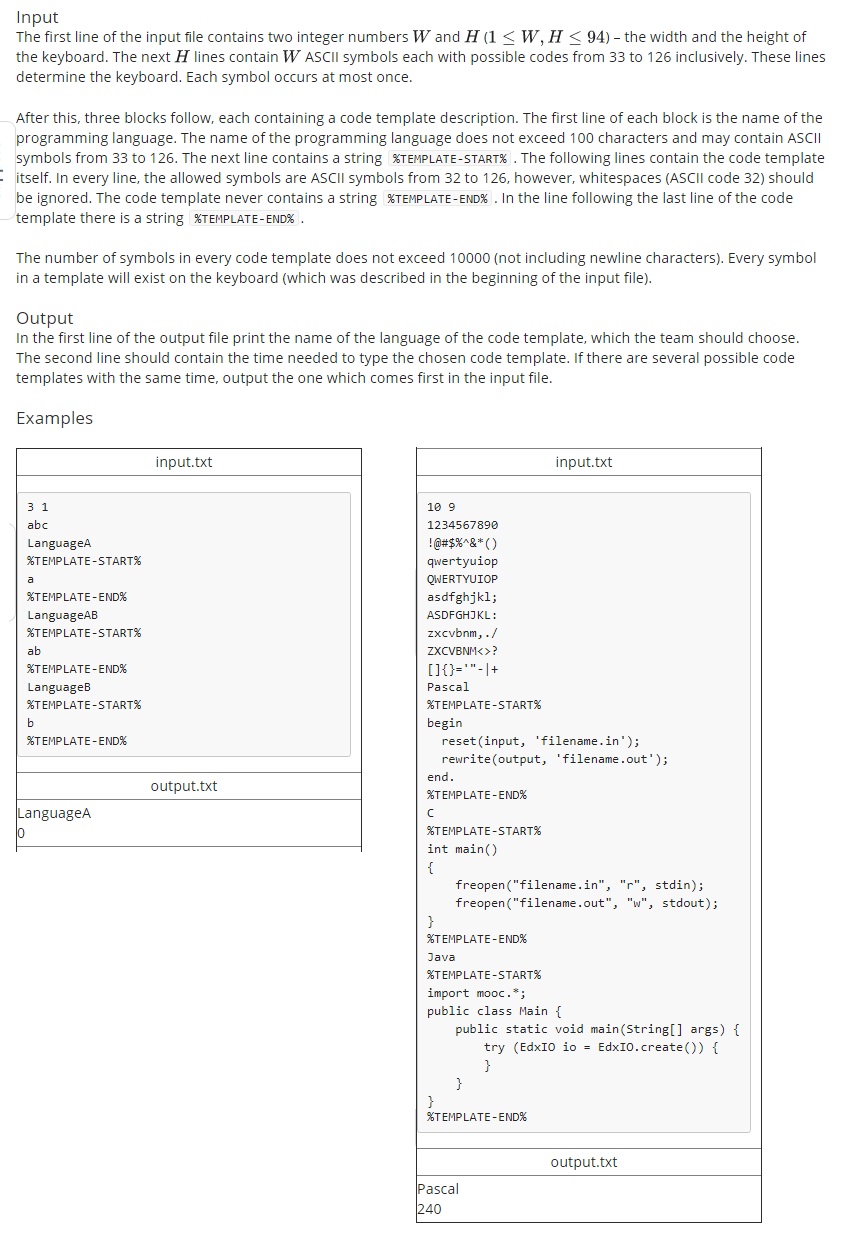 Input
The first line of the input file contains two integer numbers W and H (1 ≤ W, H ≤ 94) – the width and the height of
the keyboard. The next H lines contain W ASCII symbols each with possible codes from 33 to 126 inclusively. These lines
determine the keyboard. Each symbol occurs at most once.
After this, three blocks follow, each containing a code template description. The first line of each block is the name of the
programming language. The name of the programming language does not exceed 100 characters and may contain ASCII
symbols from 33 to 126. The next line contains a string %TEMPLATE-START% . The following lines contain the code template
itself. In every line, the allowed symbols are ASCII symbols from 32 to 126, however, whitespaces (ASCII code 32) should
be ignored. The code template never contains a string %TEMPLATE-END% . In the line following the last line of the code
template there is a string %TEMPLATE-END% .
The number of symbols in every code template does not exceed 10000 (not including newline characters). Every symbol
in a template will exist on the keyboard (which was described in the beginning of the input file).
Output
In the first line of the output file print the name of the language of the code template, which the team should choose.
The second line should contain the time needed to type the chosen code template. If there are several possible code
templates with the same time, output the one which comes first in the input file.
Examples
input.txt
3 1
abc
LanguageA
%TEMPLATE-START%
a
%TEMPLATE-END%
LanguageAB
%TEMPLATE-START%
ab
%TEMPLATE-END%
LanguageB
%TEMPLATE-START%
b
%TEMPLATE-END%
output.txt
LanguageA
0
input.txt
10 9
1234567890
!@#$%^&*()
qwertyuiop
QWERTYUIOP
asdfghjkl;
ASDFGHJKL:
zxcvbnm,./
ZXCVBNM<>?
[]{}='"-|+
Pascal
%TEMPLATE-START%
begin
  reset(input, 'filename.in');
  rewrite(output, 'filename.out');
end.
%TEMPLATE-END%
C
%TEMPLATE-START%
int main()
{
    freopen("filename.in", "r", stdin);
    freopen("filename.out", "w", stdout);
}
%TEMPLATE-END%
Java
%TEMPLATE-START%
import mooc.*;
public class Main {
    public static void main(String[] args) {
        try (EdxIO io = EdxIO.create()) {
        }
    }
}
%TEMPLATE-END%
output.txt
Pascal
240